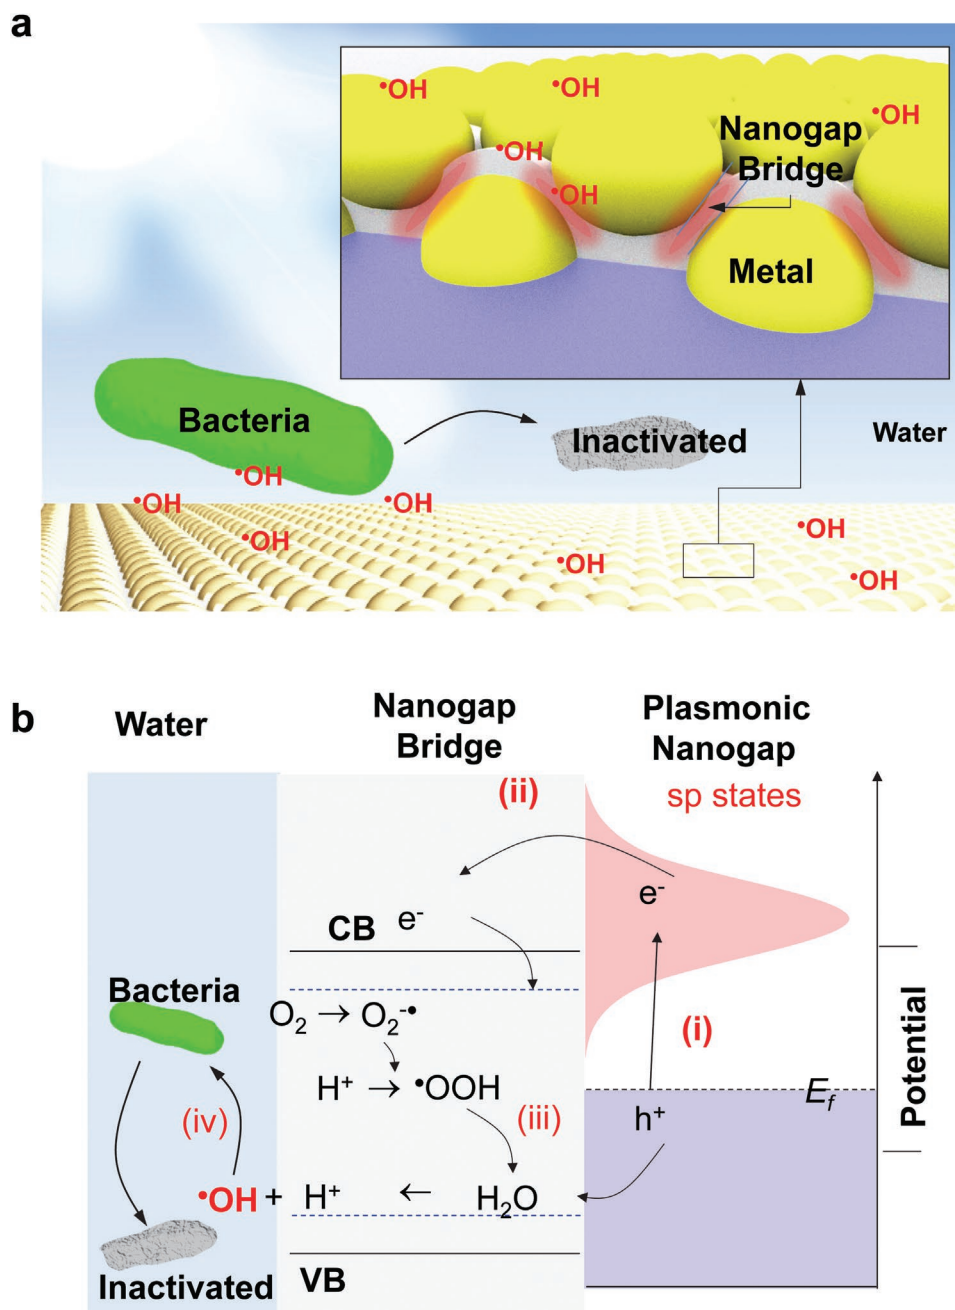 a
•OH
•OH
•OH
Nanogap
Bridge
•OH
•OH
Metal
Bacteria
Inactivated
Water
•OH
•OH
•OH
•OH
•OH
•OH
•OH
b
Water
Nanogap
Bridge
Plasmonic
Nanogap
sp states
(ii)
e⁻
CB e⁻
Bacteria
O₂ → O₂⁻•
(i)
Potential
H⁺ → •OOH
E_f
(iv)
(iii)
h⁺
•OH + H⁺ ← H₂O
Inactivated
VB